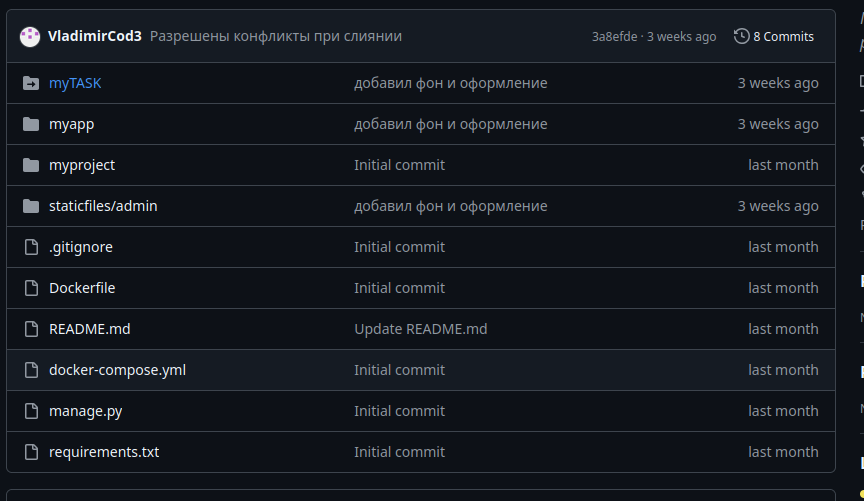 VladimirCod3 Разрешены конфликты при слиянии 3a8efde · 3 weeks ago 8 Commits
myTASK добавил фон и оформление 3 weeks ago
myapp добавил фон и оформление 3 weeks ago
myproject Initial commit last month
staticfiles/admin добавил фон и оформление 3 weeks ago
.gitignore Initial commit last month
Dockerfile Initial commit last month
README.md Update README.md last month
docker-compose.yml Initial commit last month
manage.py Initial commit last month
requirements.txt Initial commit last month